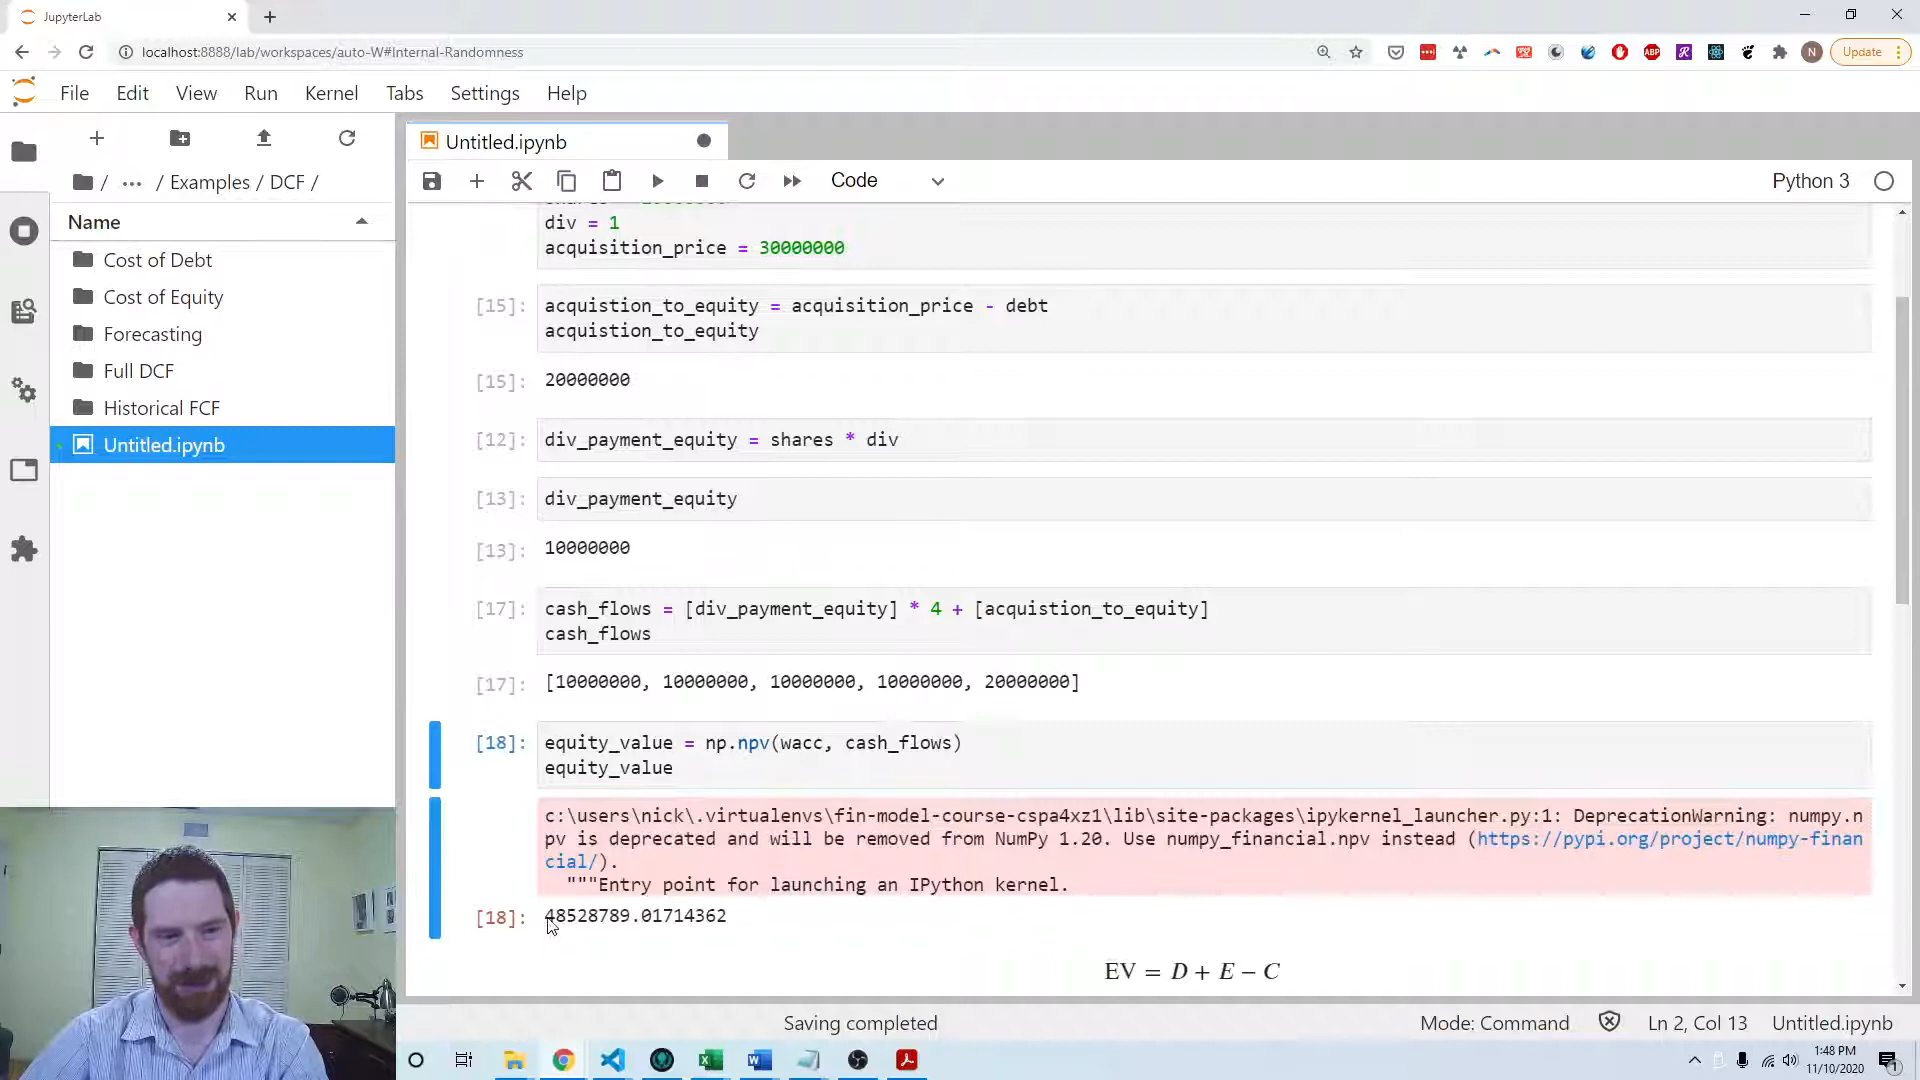 JupyterLab
localhost:8888/lab/workspaces/auto-W#Internal-Randomness
N
Update
File Edit View Run Kernel Tabs Settings Help
Untitled.ipynb
/ ... / Examples / DCF /
Code
Python 3
Name
Cost of Debt
Cost of Equity
Forecasting
Full DCF
Historical FCF
Untitled.ipynb
div = 1
acquisition_price = 30000000
[15]: acquistion_to_equity = acquisition_price - debt
acquistion_to_equity
[15]: 20000000
[12]: div_payment_equity = shares * div
[13]: div_payment_equity
[13]: 10000000
[17]: cash_flows = [div_payment_equity] * 4 + [acquistion_to_equity]
cash_flows
[17]: [10000000, 10000000, 10000000, 10000000, 20000000]
[18]: equity_value = np.npv(wacc, cash_flows)
equity_value
c:\users\nick\.virtualenvs\fin-model-course-cspa4xz1\lib\site-packages\ipykernel_launcher.py:1: DeprecationWarning: numpy.n
pv is deprecated and will be removed from NumPy 1.20. Use numpy_financial.npv instead (https://pypi.org/project/numpy-finan
cial/).
"""Entry point for launching an IPython kernel.
[18]: 48528789.01714362
EV = D + E − C
Saving completed
Mode: Command
Ln 2, Col 13
Untitled.ipynb
1:48 PM
11/10/2020